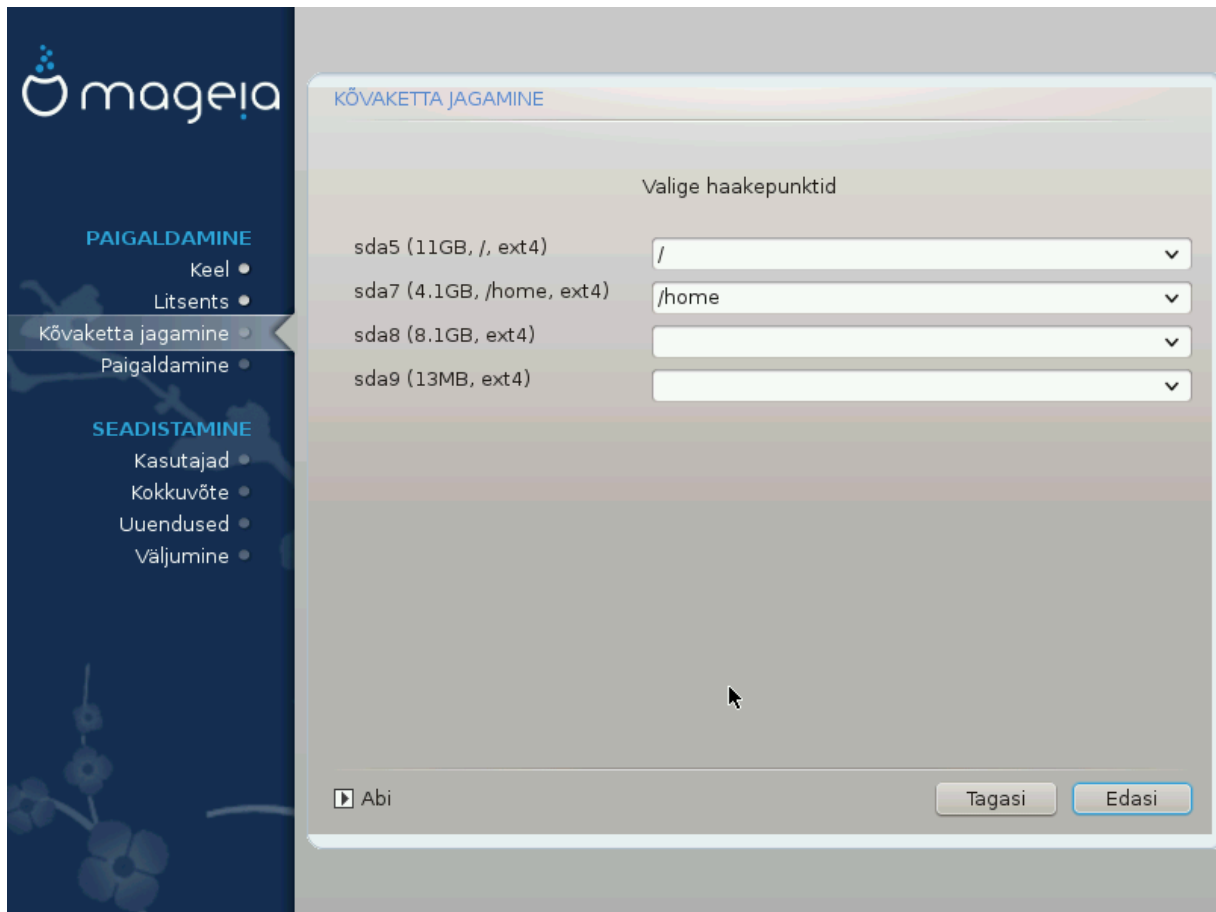 mageia
PAIGALDAMINE
Keel
Litsents
Kõvaketta jagamine
Paigaldamine
SEADISTAMINE
Kasutajad
Kokkuvõte
Uuendused
Väljumine
KÕVAKETTA JAGAMINE
Valige haakepunktid
sda5 (11GB, /, ext4) /
sda7 (4.1GB, /home, ext4) /home
sda8 (8.1GB, ext4)
sda9 (13MB, ext4)
Abi Tagasi Edasi